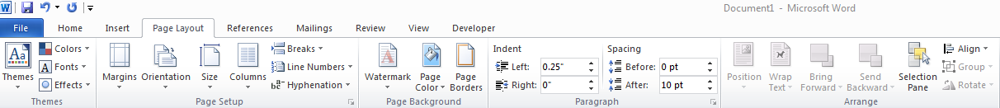 W
Document1 - Microsoft Word
File Home Insert Page Layout References Mailings Review View Developer
Aa Themes
Colors
A Fonts
Effects
Themes
Margins
Orientation
Size
Columns
Breaks
Line Numbers
bc Hyphenation
a-
Page Setup
A Watermark
Page Color
Page Borders
Page Background
Indent
Left: 0.25"
Right: 0"
Spacing
Before: 0 pt
After: 10 pt
Paragraph
Position
Wrap Text
Bring Forward
Send Backward
Selection Pane
Align
Group
Rotate
Arrange